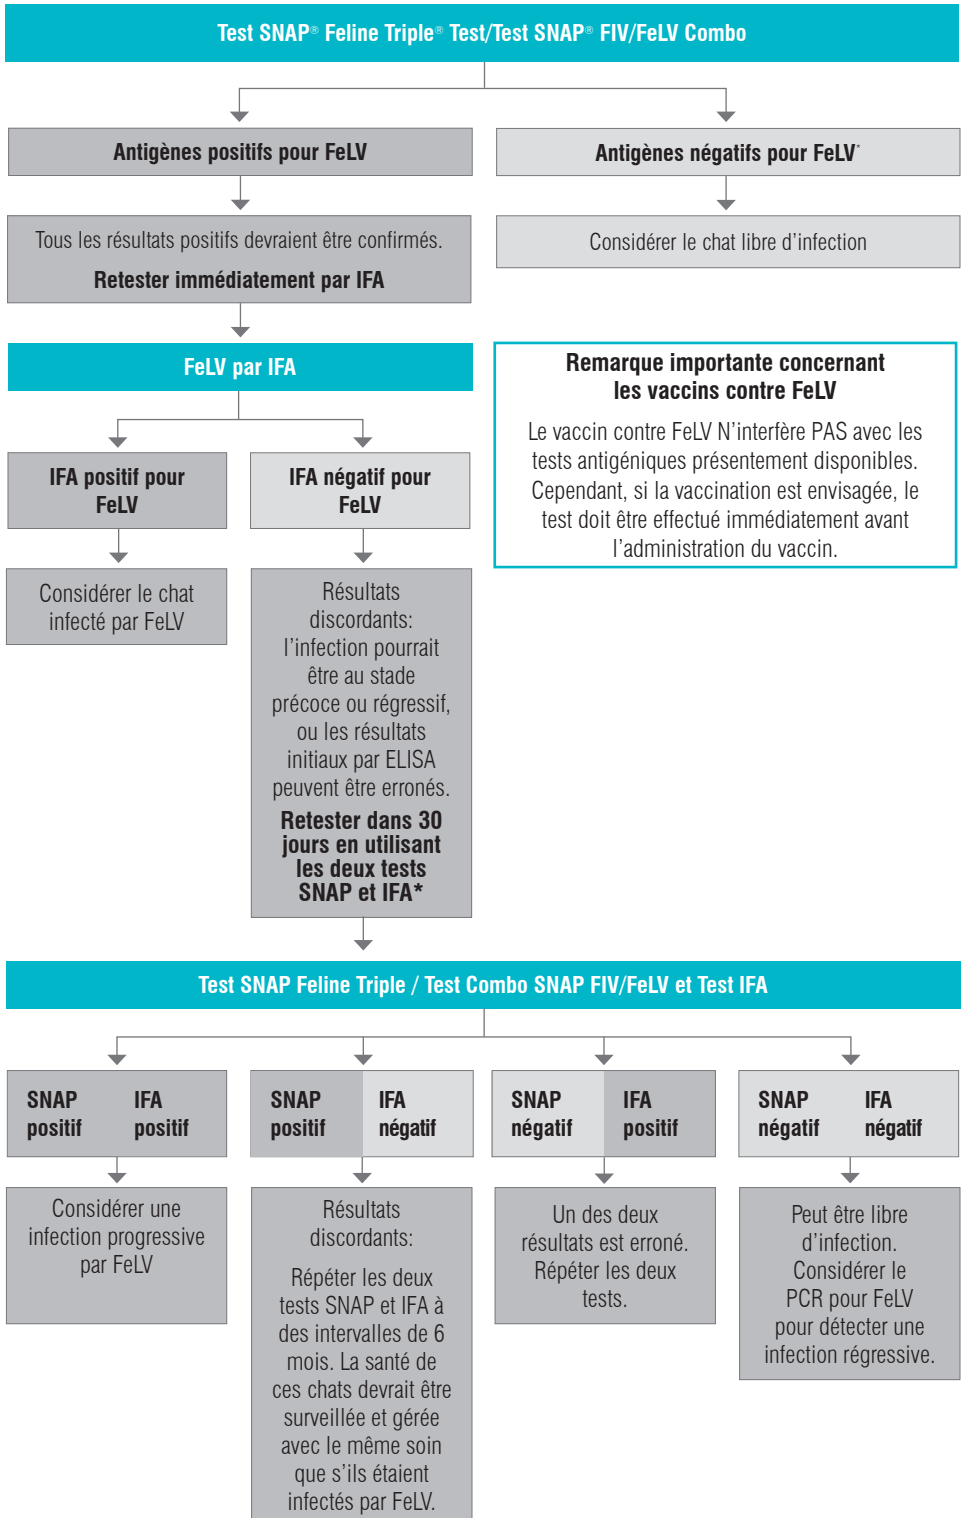 Test SNAP® Feline Triple® Test/Test SNAP® FIV/FeLV Combo
Antigènes positifs pour FeLV
Antigènes négatifs pour FeLV*
Tous les résultats positifs devraient être confirmés.
Retester immédiatement par IFA
Considérer le chat libre d’infection
FeLV par IFA
Remarque importante concernant
les vaccins contre FeLV
Le vaccin contre FeLV N’interfère PAS avec les
tests antigéniques présentement disponibles.
Cependant, si la vaccination est envisagée, le
test doit être effectué immédiatement avant
l’administration du vaccin.
IFA positif pour
FeLV
IFA négatif pour
FeLV
Considérer le chat
infecté par FeLV
Résultats
discordants:
l’infection pourrait
être au stade
précoce ou régressif,
ou les résultats
initiaux par ELISA
peuvent être erronés.
Retester dans 30
jours en utilisant
les deux tests
SNAP et IFA*
Test SNAP Feline Triple / Test Combo SNAP FIV/FeLV et Test IFA
SNAP
positif
IFA
positif
SNAP
positif
IFA
négatif
SNAP
négatif
IFA
positif
SNAP
négatif
IFA
négatif
Considérer une
infection progressive
par FeLV
Résultats
discordants:
Répéter les deux
tests SNAP et IFA à
des intervalles de 6
mois. La santé de
ces chats devrait être
surveillée et gérée
avec le même soin
que s’ils étaient
infectés par FeLV.
Un des deux
résultats est erroné.
Répéter les deux
tests.
Peut être libre
d’infection.
Considérer le
PCR pour FeLV
pour détecter une
infection régressive.